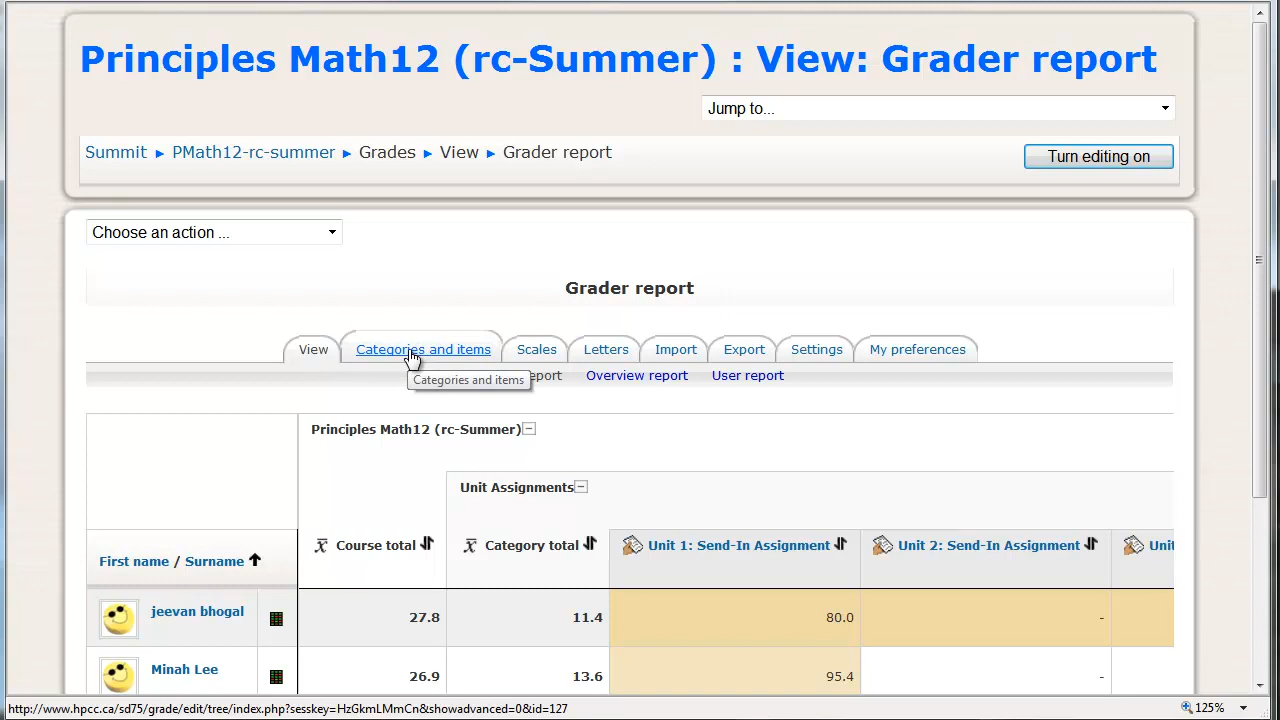 Principles Math12 (rc-Summer) : View: Grader report
Jump to...
Summit ► PMath12-rc-summer ► Grades ► View ► Grader report
Turn editing on
Choose an action ...
Grader report
View Categories and items Scales Letters Import Export Settings My preferences
Categories and items
port Overview report User report
Principles Math12 (rc-Summer)
Unit Assignments
First name / Surname
x̄ Course total
x̄ Category total
Unit 1: Send-In Assignment
Unit 2: Send-In Assignment
Unit
jeevan bhogal 27.8 11.4 80.0 -
Minah Lee 26.9 13.6 95.4 -
http://www.hpcc.ca/sd75/grade/edit/tree/index.php?sesskey=HzGkmLMmCn&showadvanced=0&id=127
125%